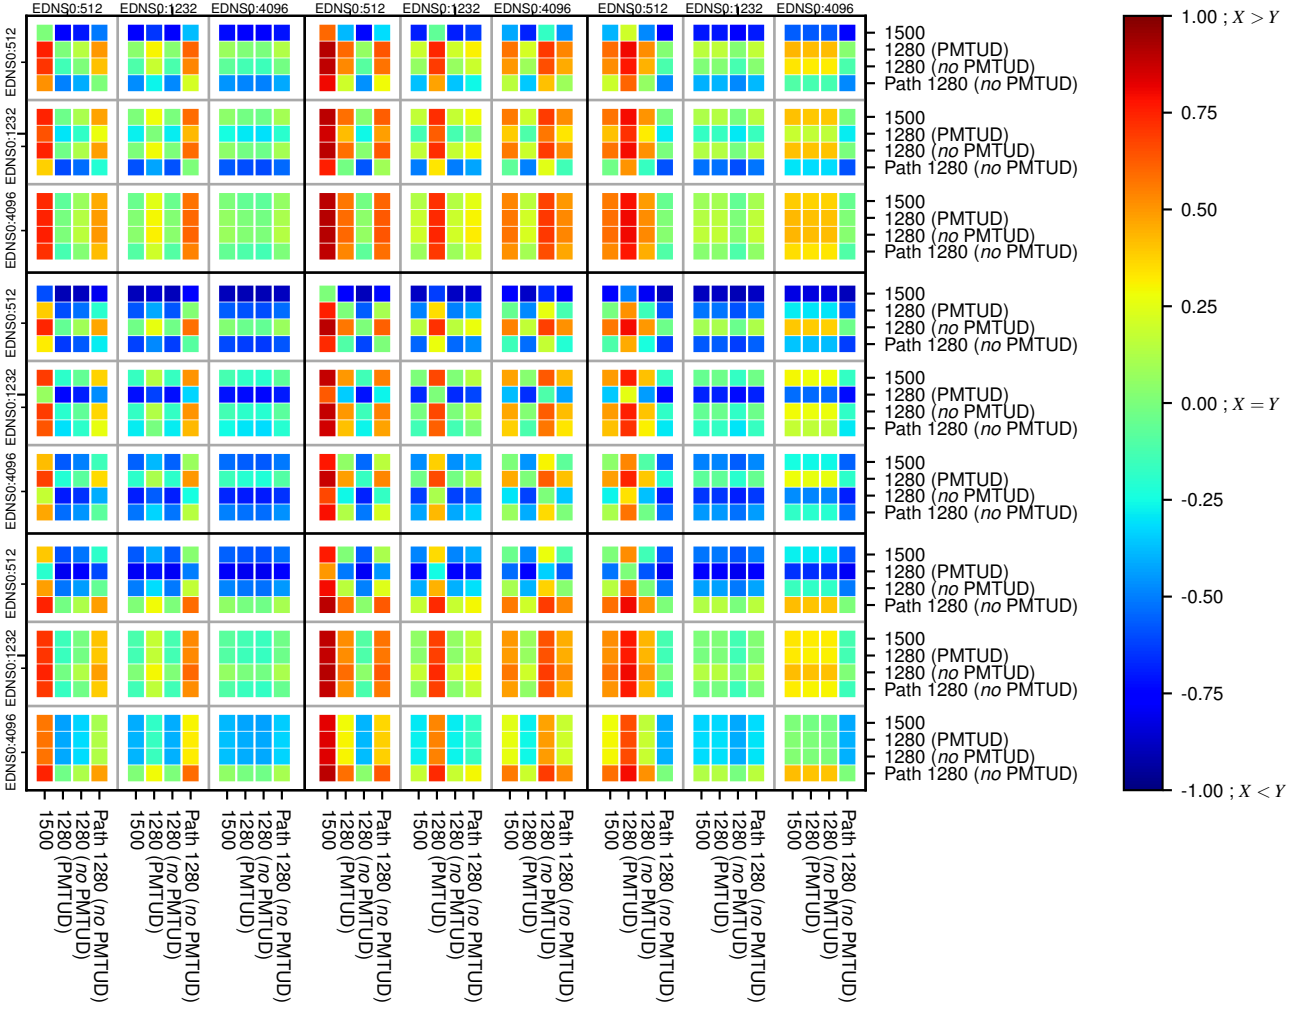 EDNS0:512 EDNS0:1232 EDNS0:4096 EDNS0:512 EDNS0:1232 EDNS0:4096 EDNS0:512 EDNS0:1232 EDNS0:4096
EDNS0:512
1500
1280 (PMTUD)
1280 (no PMTUD)
Path 1280 (no PMTUD)
EDNS0:1232
1500
1280 (PMTUD)
1280 (no PMTUD)
Path 1280 (no PMTUD)
EDNS0:4096
1500
1280 (PMTUD)
1280 (no PMTUD)
Path 1280 (no PMTUD)
EDNS0:512
1500
1280 (PMTUD)
1280 (no PMTUD)
Path 1280 (no PMTUD)
EDNS0:1232
1500
1280 (PMTUD)
1280 (no PMTUD)
Path 1280 (no PMTUD)
EDNS0:4096
1500
1280 (PMTUD)
1280 (no PMTUD)
Path 1280 (no PMTUD)
EDNS0:512
1500
1280 (PMTUD)
1280 (no PMTUD)
Path 1280 (no PMTUD)
EDNS0:1232
1500
1280 (PMTUD)
1280 (no PMTUD)
Path 1280 (no PMTUD)
EDNS0:4096
1500
1280 (PMTUD)
1280 (no PMTUD)
Path 1280 (no PMTUD)
1500
1280 (PMTUD)
1280 (no PMTUD)
Path 1280 (no PMTUD)
1500
1280 (PMTUD)
1280 (no PMTUD)
Path 1280 (no PMTUD)
1500
1280 (PMTUD)
1280 (no PMTUD)
Path 1280 (no PMTUD)
1500
1280 (PMTUD)
1280 (no PMTUD)
Path 1280 (no PMTUD)
1500
1280 (PMTUD)
1280 (no PMTUD)
Path 1280 (no PMTUD)
1500
1280 (PMTUD)
1280 (no PMTUD)
Path 1280 (no PMTUD)
1500
1280 (PMTUD)
1280 (no PMTUD)
Path 1280 (no PMTUD)
1500
1280 (PMTUD)
1280 (no PMTUD)
Path 1280 (no PMTUD)
1500
1280 (PMTUD)
1280 (no PMTUD)
Path 1280 (no PMTUD)
1.00 ; X > Y
0.75
0.50
0.25
0.00 ; X = Y
-0.25
-0.50
-0.75
-1.00 ; X < Y